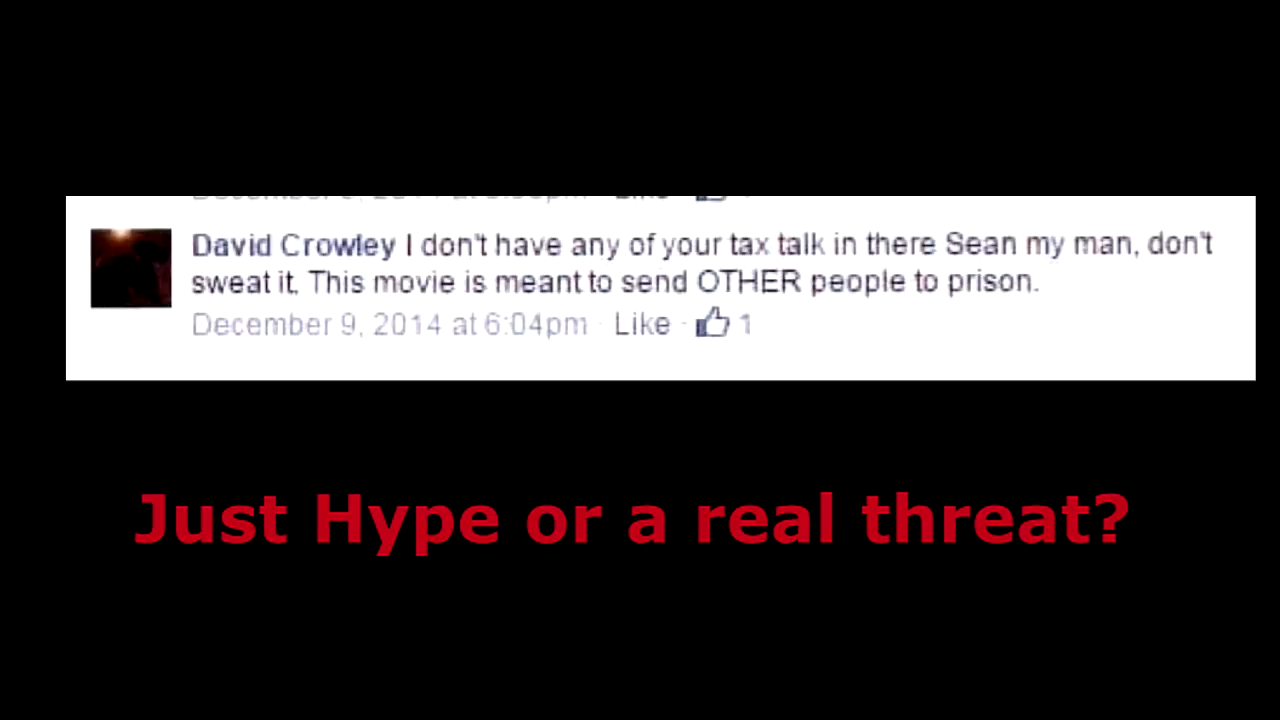 David Crowley I don't have any of your tax talk in there Sean my man, don't
sweat it. This movie is meant to send OTHER people to prison.
December 9, 2014 at 6:04pm · Like · 1
Just Hype or a real threat?